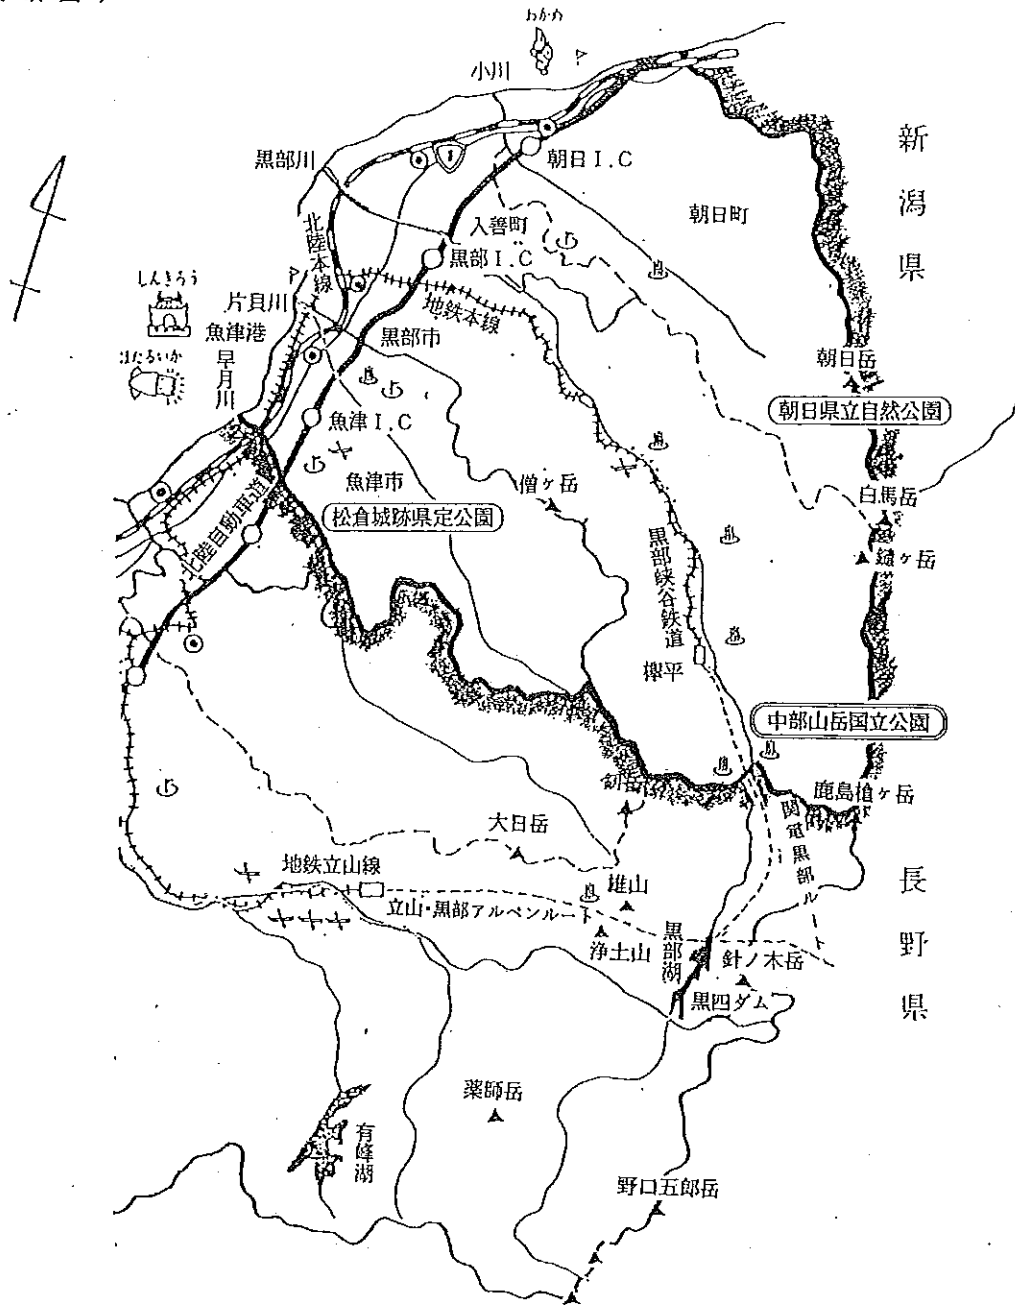 わかめ
小川
新潟県
黒部川
朝日I.C
朝日町
入善町
北陸本線
黒部I.C
しんきろう
片貝川
地鉄本線
魚津港
黒部市
ほたるいか
早月川
朝日岳
朝日県立自然公園
魚津I.C
魚津市
僧ヶ岳
白馬岳
松倉城跡県定公園
北陸自動車道
鑓ヶ岳
黒部峡谷鉄道
欅平
中部山岳国立公園
剣岳
鹿島槍ヶ岳
大日岳
関電黒部ル
地鉄立山線
雄山
長野県
立山・黒部アルペンルート
浄土山
黒部湖
針ノ木岳
黒四ダム
薬師岳
有峰湖
野口五郎岳